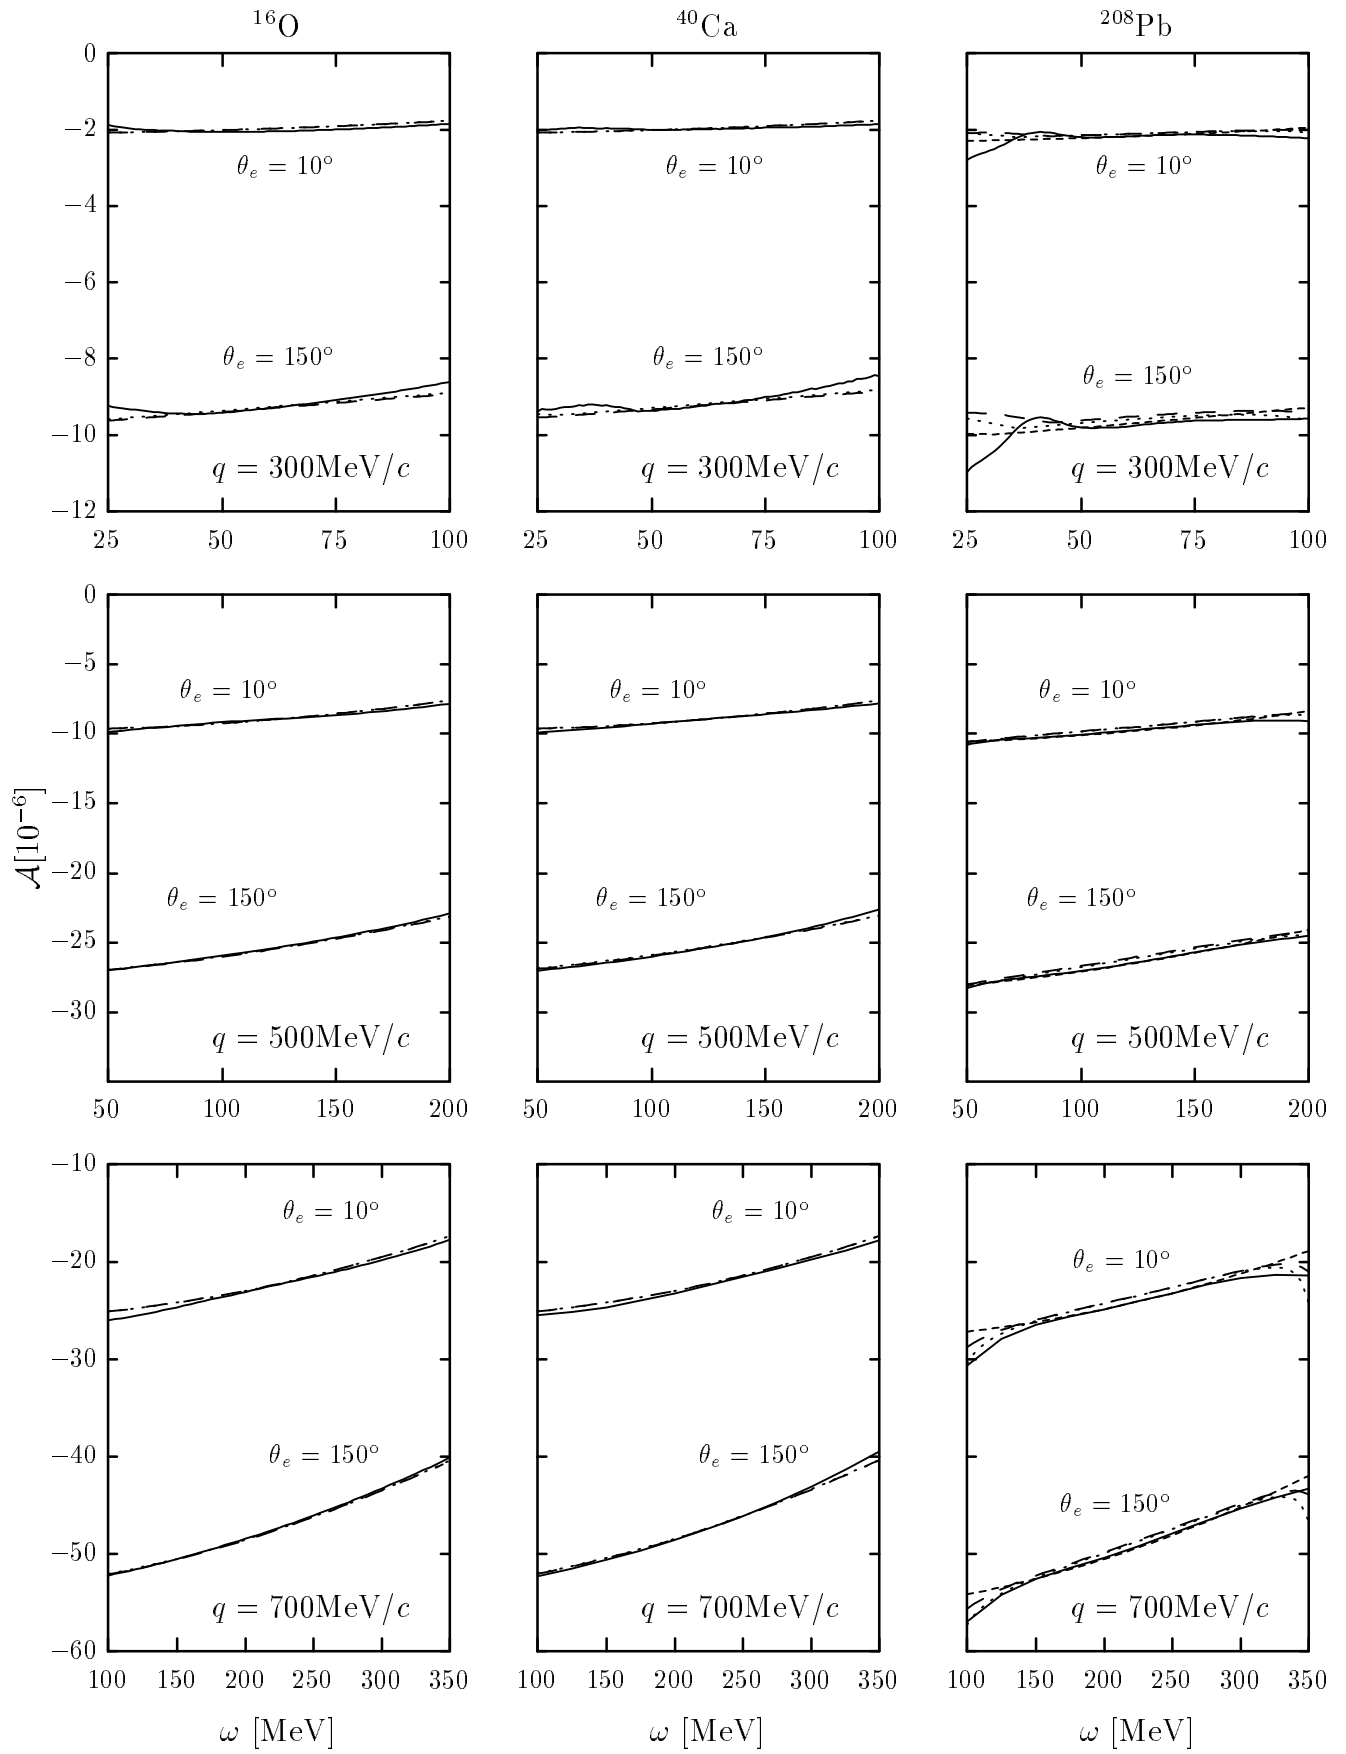 ¹⁶O ⁴⁰Ca ²⁰⁸Pb
0
−2
−4
−6
−8
−10
−12
θₑ = 10° θₑ = 10° θₑ = 10°
θₑ = 150° θₑ = 150° θₑ = 150°
q = 300MeV/c q = 300MeV/c q = 300MeV/c
25 50 75 100 25 50 75 100 25 50 75 100
0
−5
−10
−15
−20
−25
−30
θₑ = 10° θₑ = 10° θₑ = 10°
𝒜[10⁻⁶]
θₑ = 150° θₑ = 150° θₑ = 150°
q = 500MeV/c q = 500MeV/c q = 500MeV/c
50 100 150 200 50 100 150 200 50 100 150 200
−10
−20
−30
−40
−50
−60
θₑ = 10° θₑ = 10° θₑ = 10°
θₑ = 150° θₑ = 150° θₑ = 150°
q = 700MeV/c q = 700MeV/c q = 700MeV/c
100 150 200 250 300 350 100 150 200 250 300 350 100 150 200 250 300 350
ω [MeV] ω [MeV] ω [MeV]